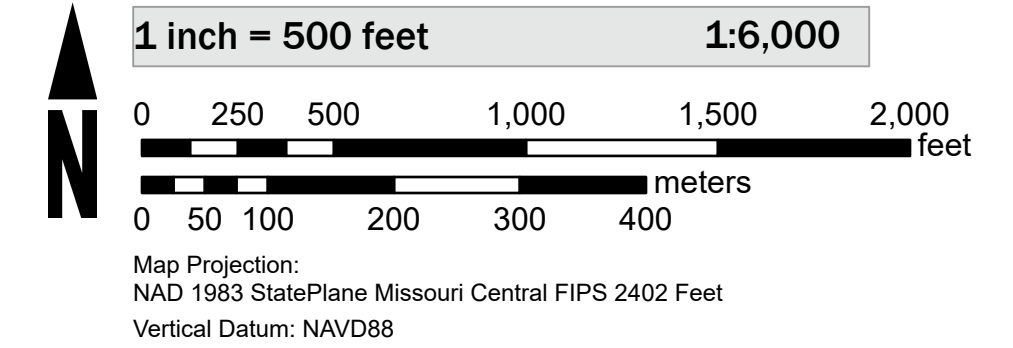 1 inch = 500 feet 1:6,000
0 250 500 1,000 1,500 2,000
feet
meters
0 50 100 200 300 400
N
Map Projection:
NAD 1983 StatePlane Missouri Central FIPS 2402 Feet
Vertical Datum: NAVD88